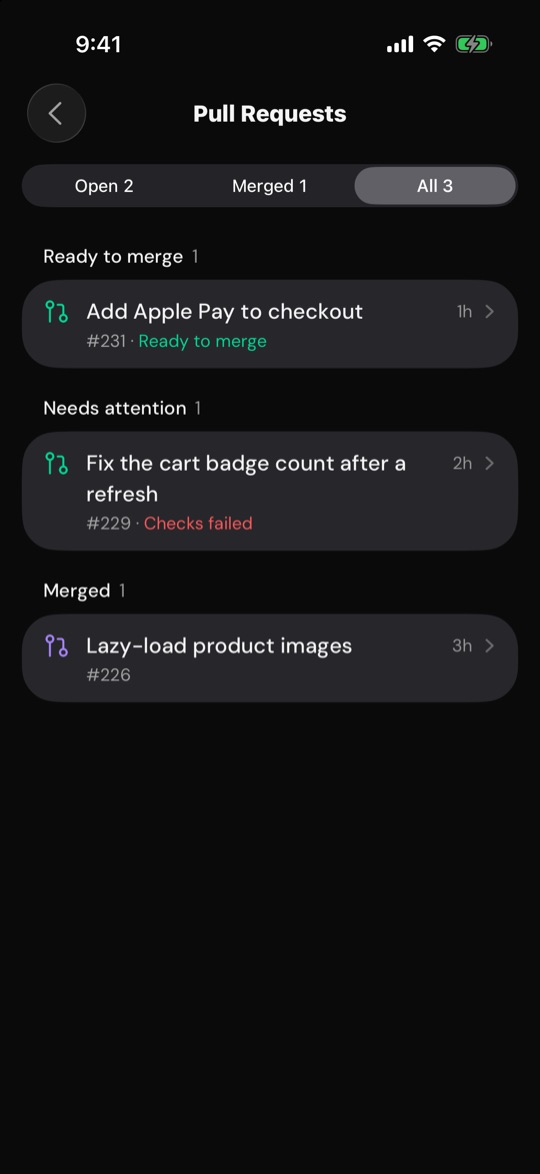 9:41
Pull Requests
Open 2 Merged 1 All 3
Ready to merge 1
Add Apple Pay to checkout 1h
#231 · Ready to merge
Needs attention 1
Fix the cart badge count after a 2h
refresh
#229 · Checks failed
Merged 1
Lazy-load product images 3h
#226